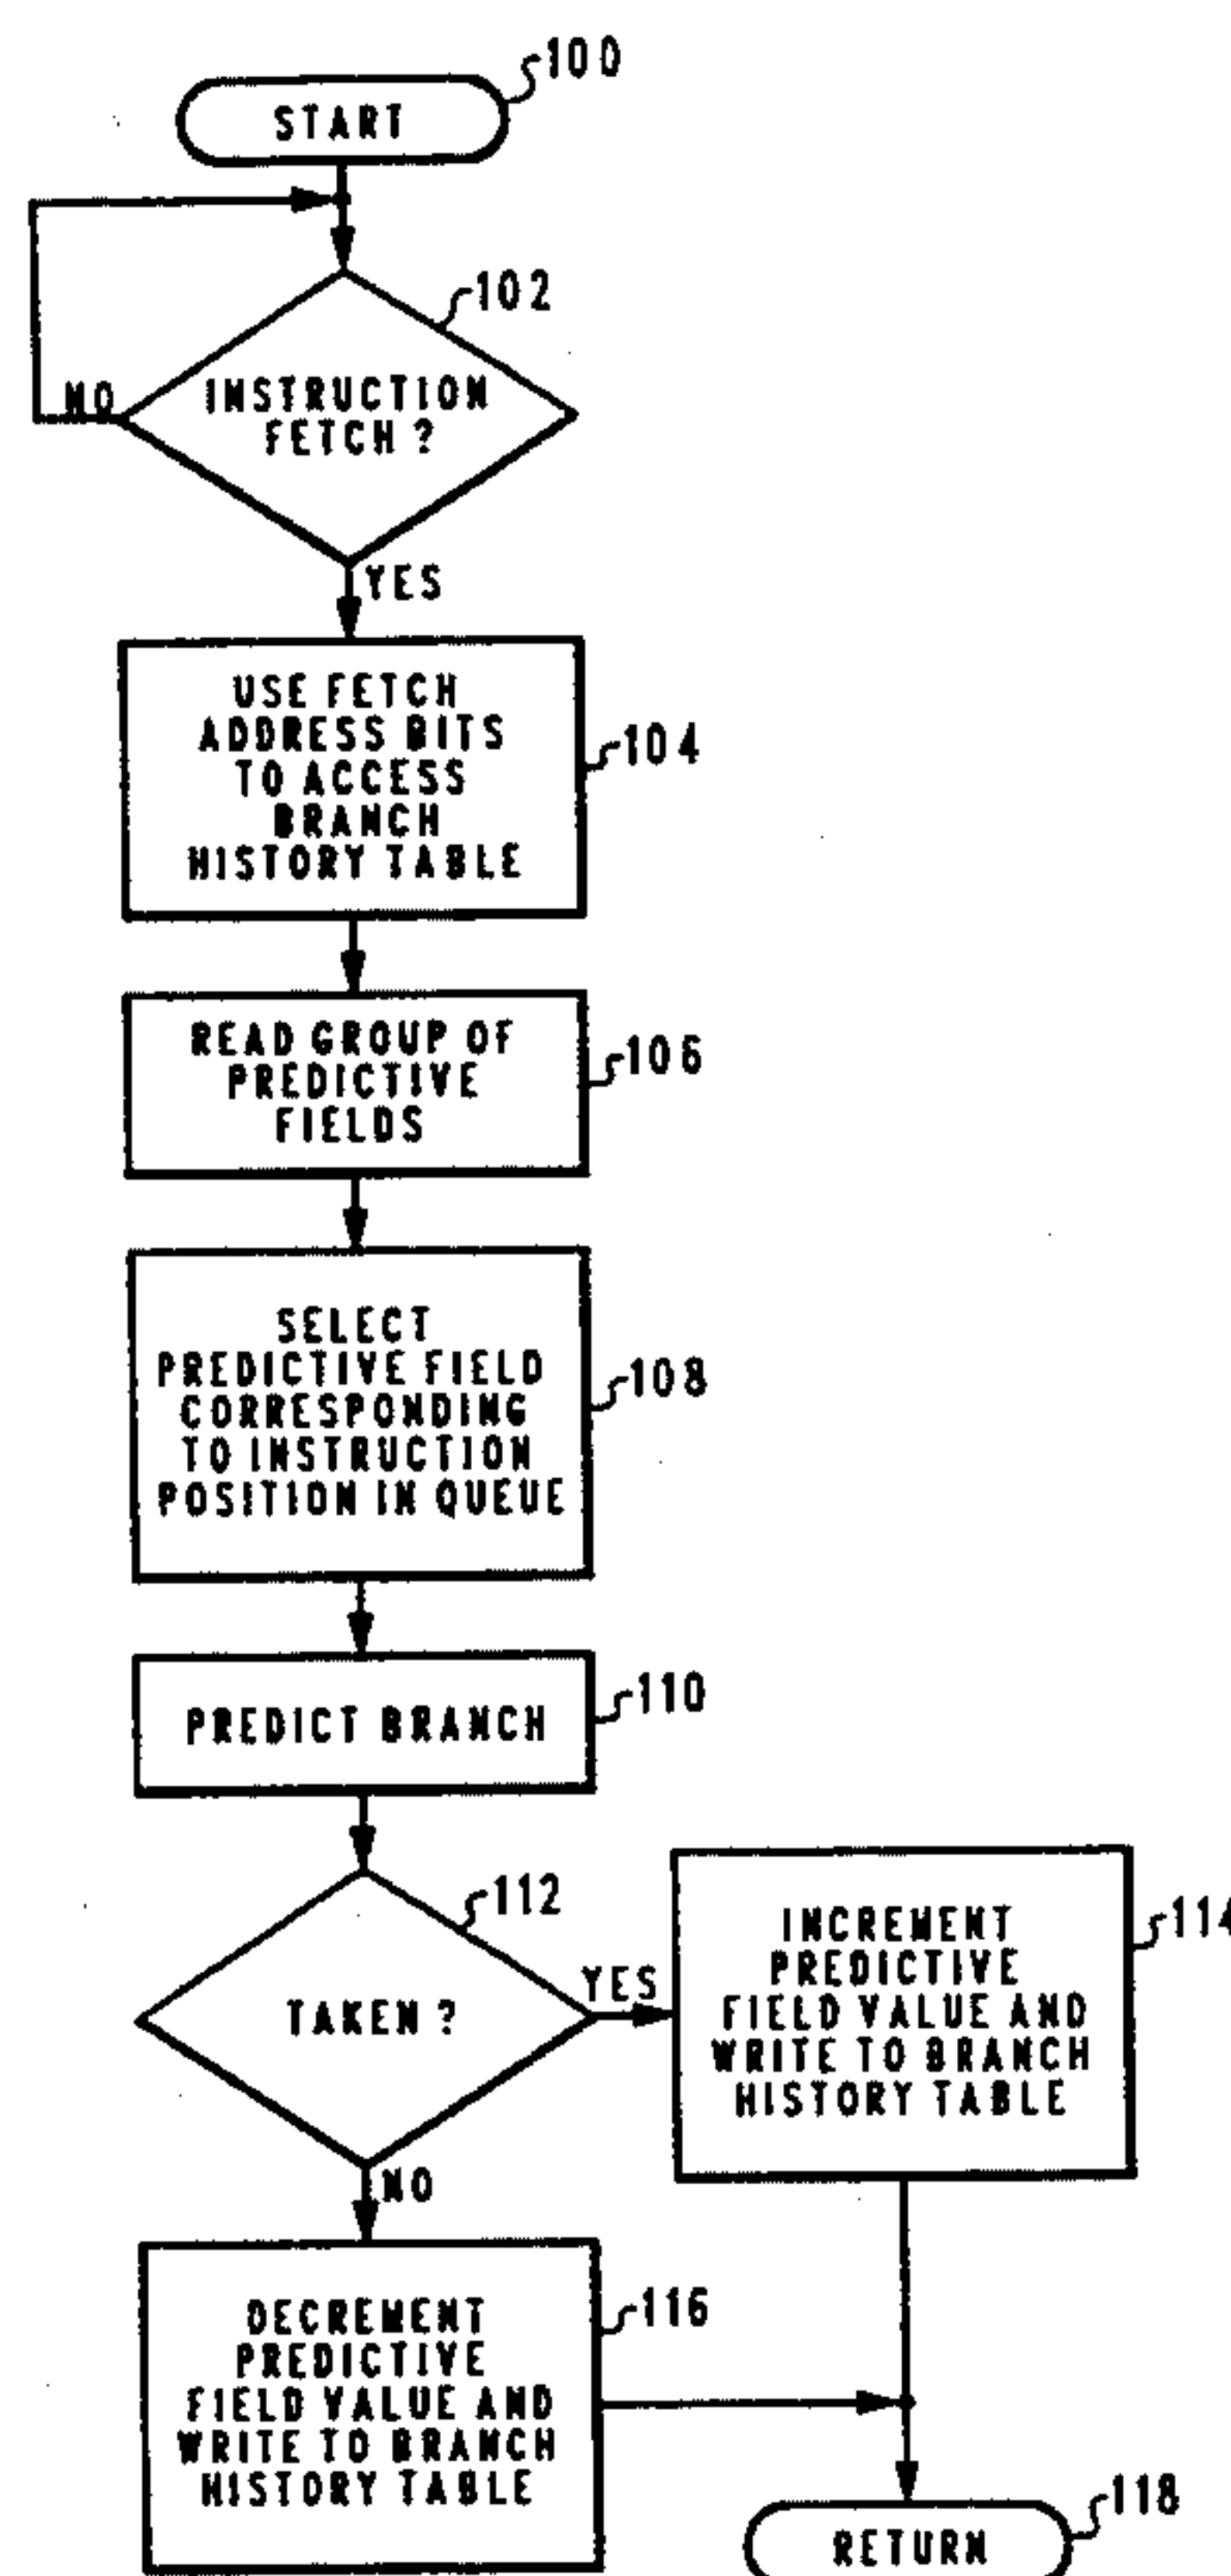 100
START
102
NO
INSTRUCTION
FETCH?
YES
USE FETCH
ADDRESS BITS
TO ACCESS
BRANCH
HISTORY TABLE
104
READ GROUP OF
PREDICTIVE
FIELDS
106
SELECT
PREDICTIVE FIELD
CORRESPONDING
TO INSTRUCTION
POSITION IN QUEUE
108
PREDICT BRANCH
110
112
TAKEN?
YES
INCREMENT
PREDICTIVE
FIELD VALUE AND
WRITE TO BRANCH
HISTORY TABLE
114
NO
DECREMENT
PREDICTIVE
FIELD VALUE AND
WRITE TO BRANCH
HISTORY TABLE
116
118
RETURN